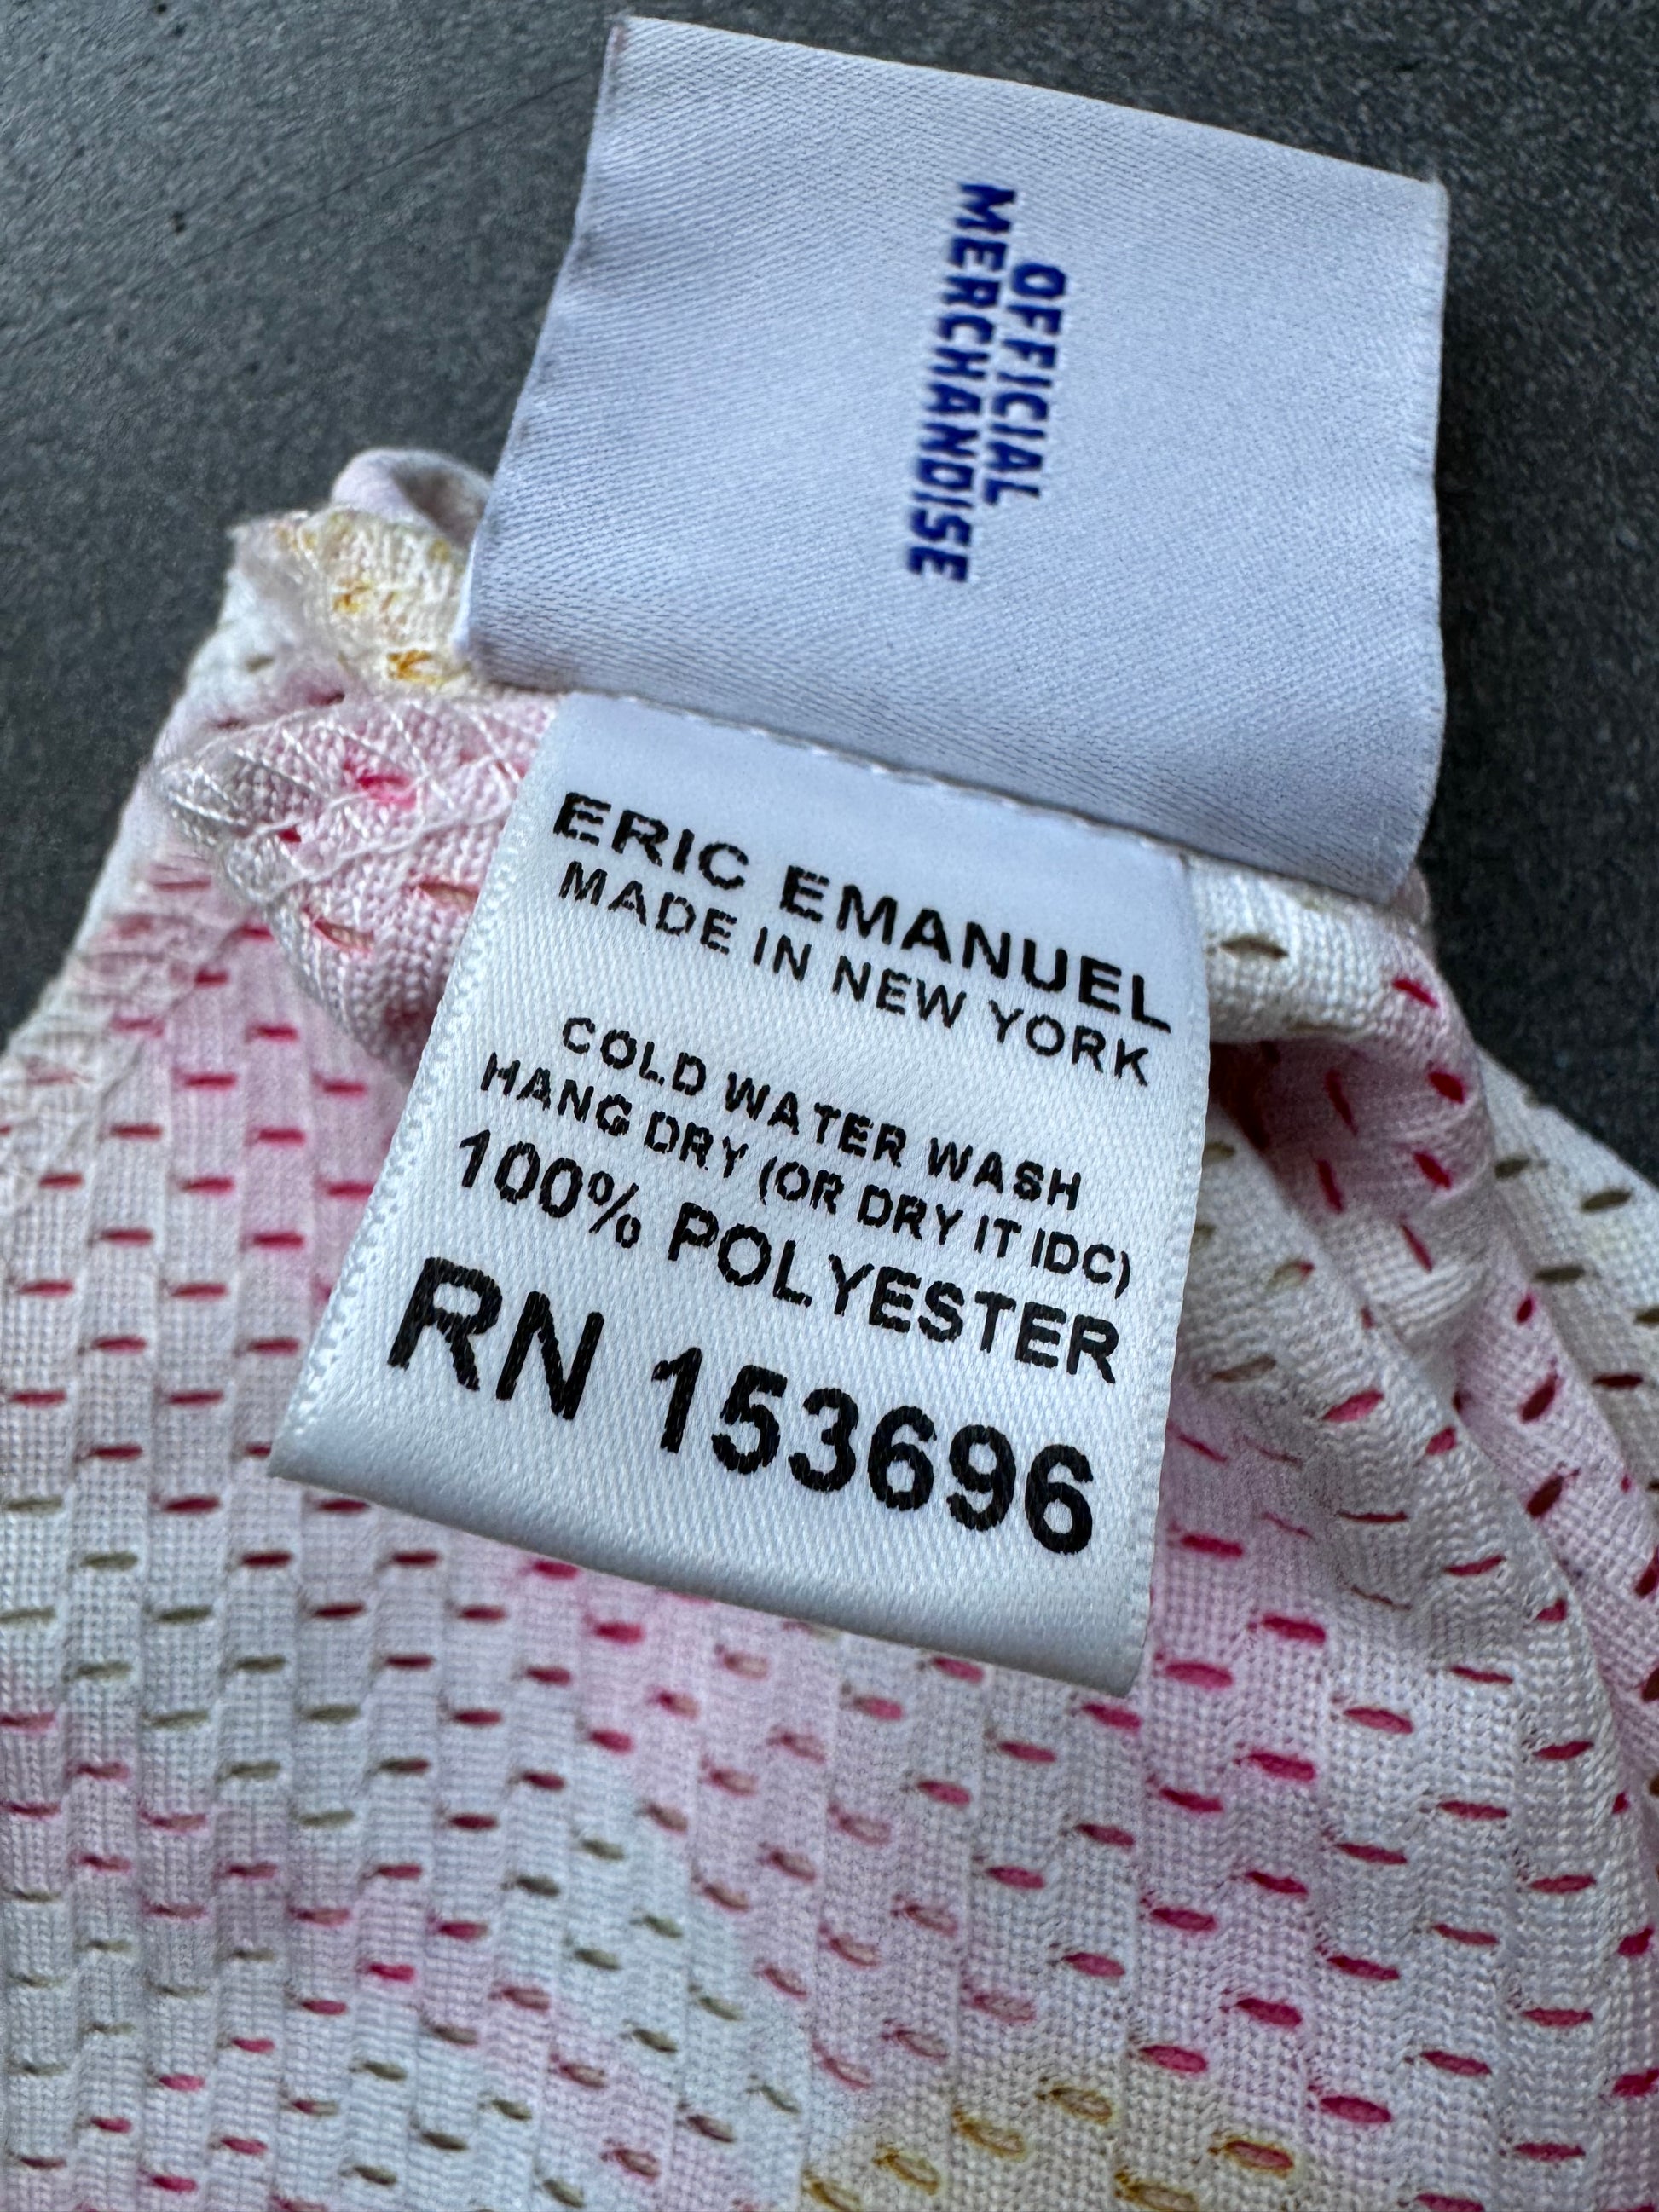 OFFICIAL
MERCHANDISE
ERIC EMANUEL
MADE IN NEW YORK
COLD WATER WASH
HANG DRY (OR DRY IT IDC)
100% POLYESTER
RN 153696